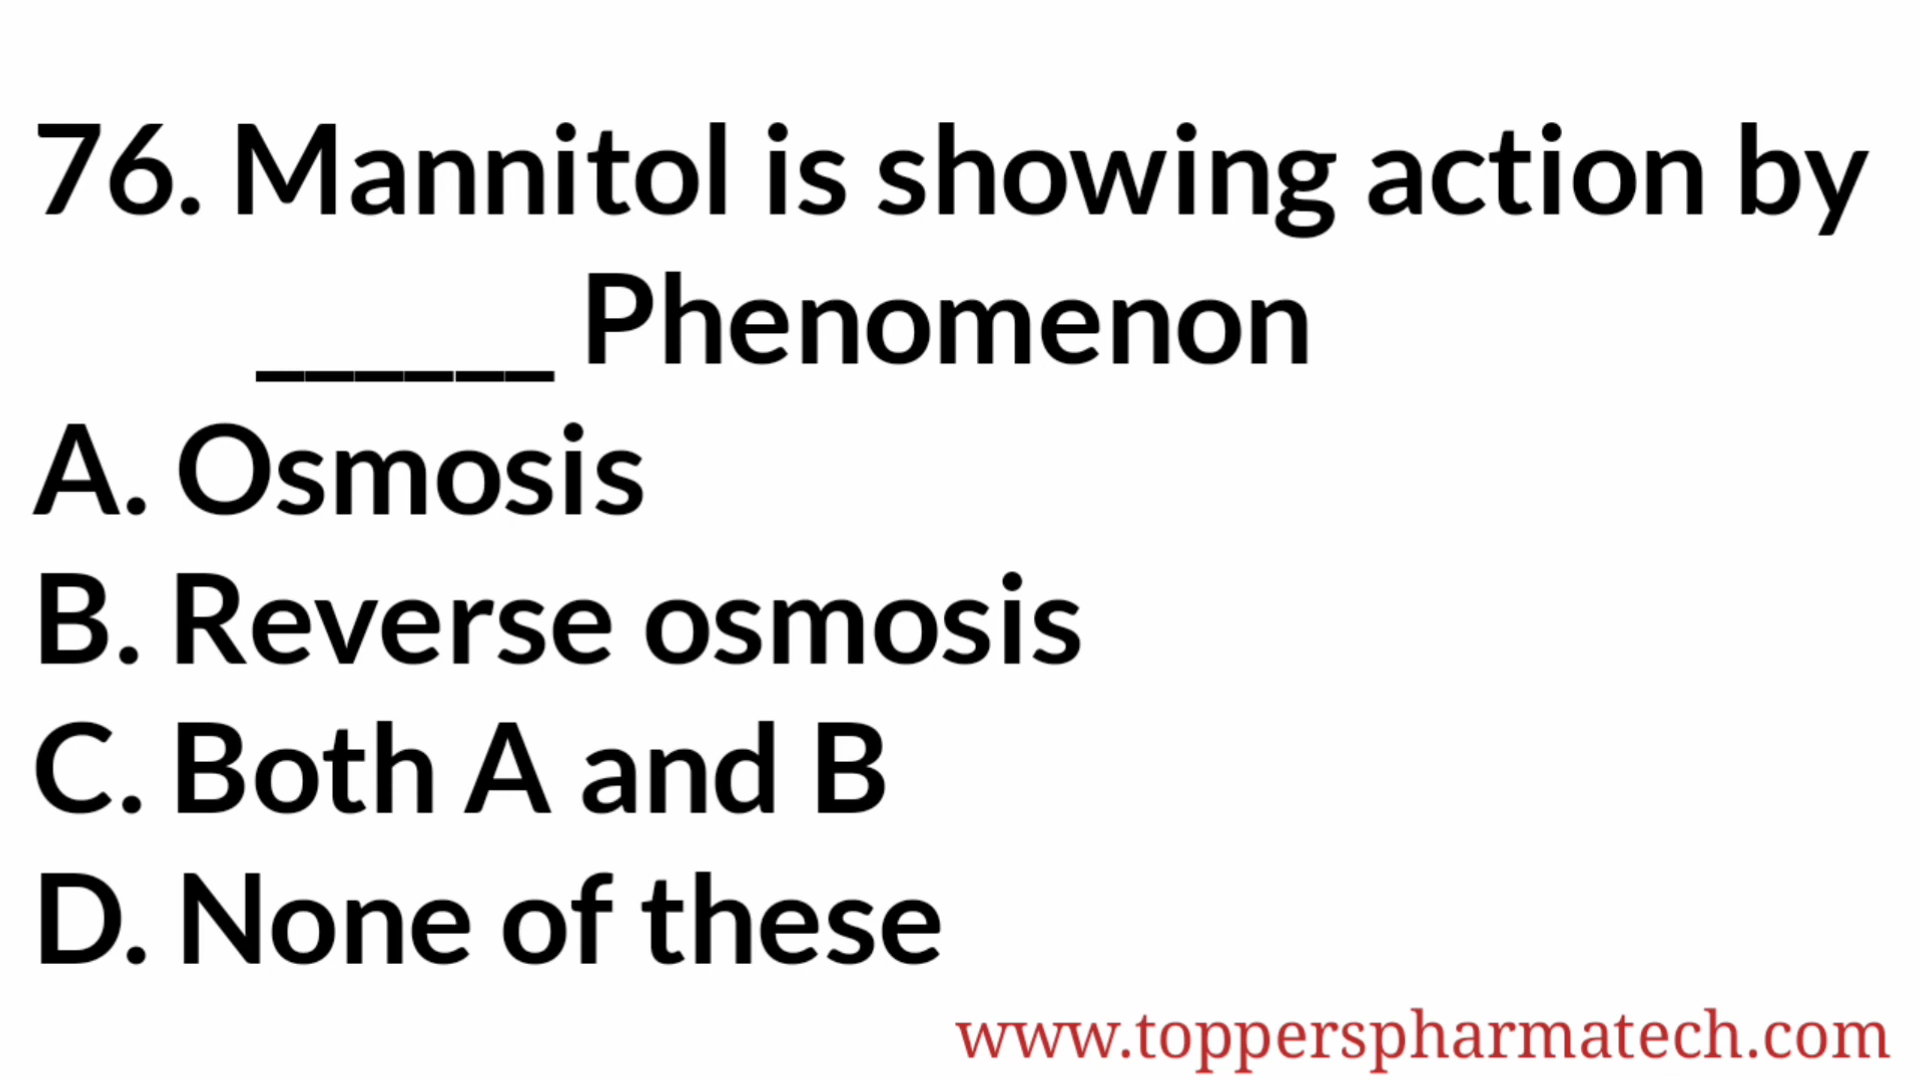 76. Mannitol is showing action by
______ Phenomenon
A. Osmosis
B. Reverse osmosis
C. Both A and B
D. None of these
www.topperspharmatech.com